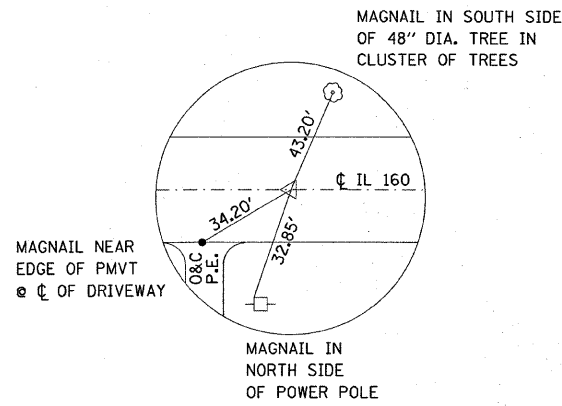 MAGNAIL IN SOUTH SIDE
OF 48" DIA. TREE IN
CLUSTER OF TREES
43.20'
℄ IL 160
34.20'
32.85'
MAGNAIL NEAR
EDGE OF PMVT
@ ℄ OF DRIVEWAY
O&C
P.E.
MAGNAIL IN
NORTH SIDE
OF POWER POLE